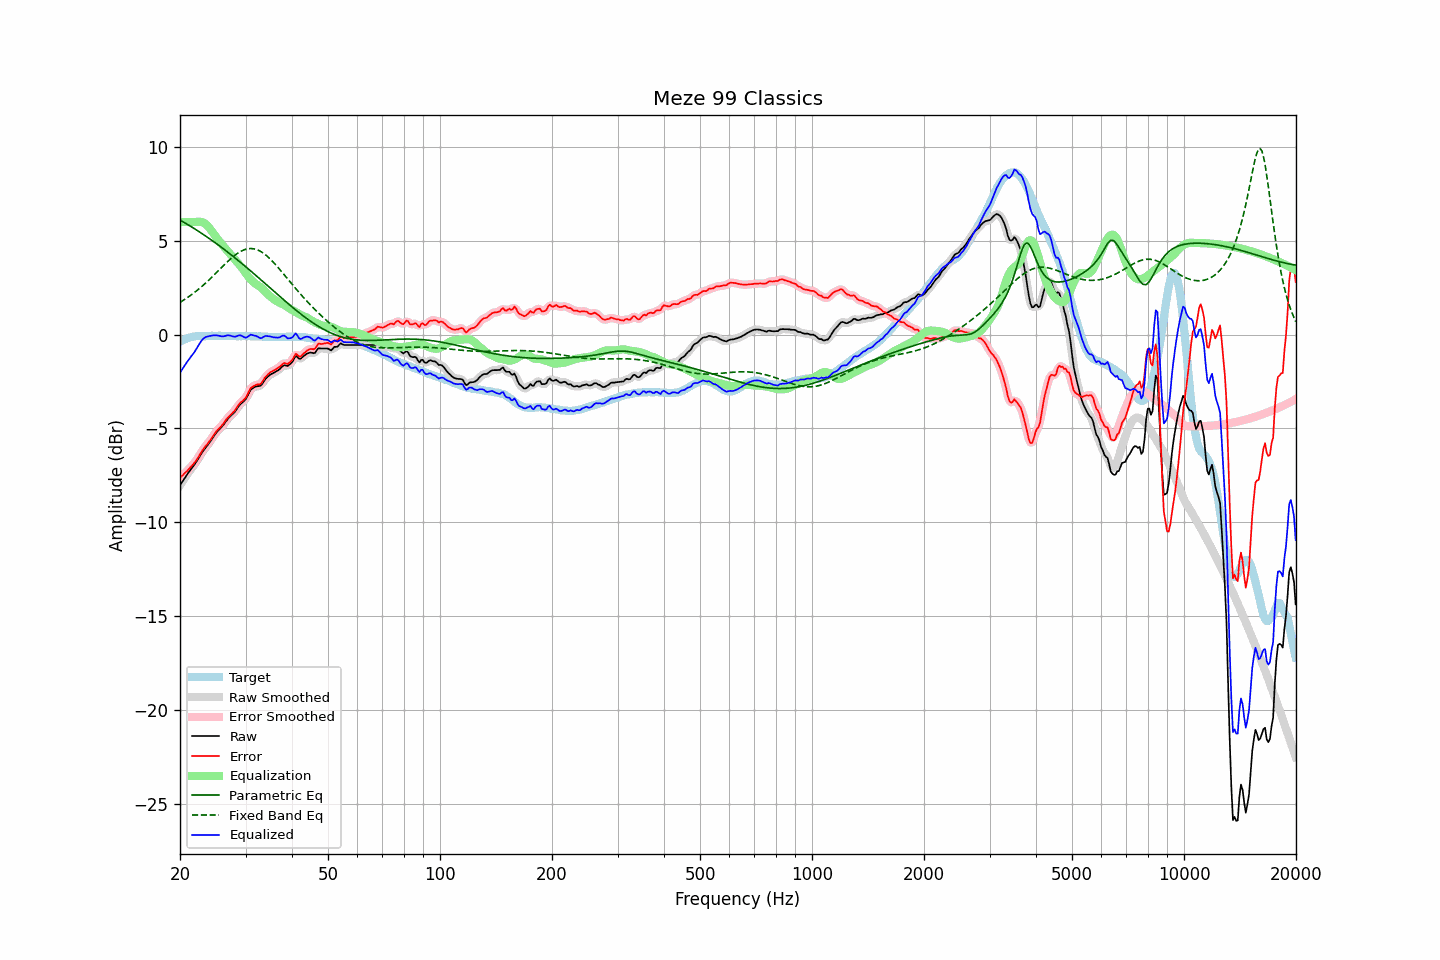 Meze 99 Classics
Amplitude (dBr)
10
5
0
−5
−10
−15
−20
−25
Target
Raw Smoothed
Error Smoothed
Raw
Error
Equalization
Parametric Eq
Fixed Band Eq
Equalized
20 50 100 200 500 1000 2000 5000 10000 20000
Frequency (Hz)